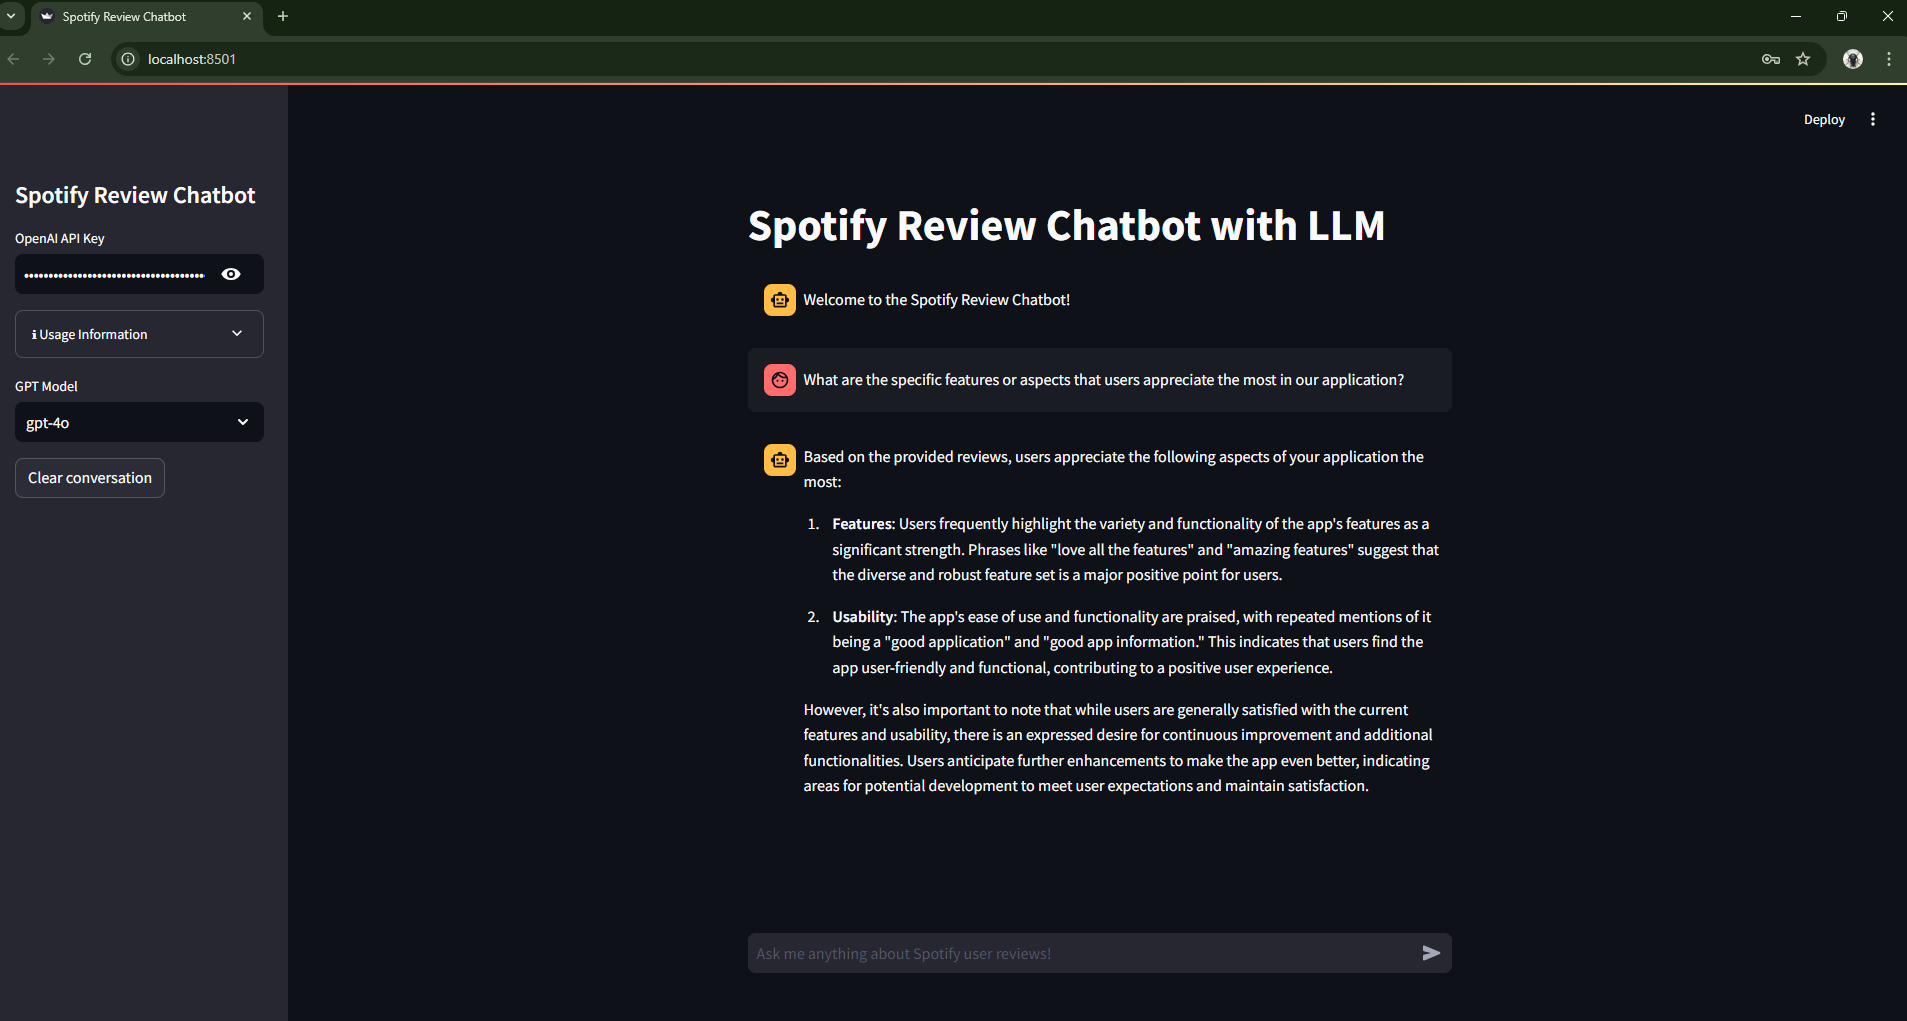 Spotify Review Chatbot
localhost:8501
Deploy
Spotify Review Chatbot
OpenAI API Key
••••••••••••••••••••••••••••••••••••••
ℹ Usage Information
GPT Model
gpt-4o
Clear conversation
Spotify Review Chatbot with LLM
Welcome to the Spotify Review Chatbot!
What are the specific features or aspects that users appreciate the most in our application?
Based on the provided reviews, users appreciate the following aspects of your application the
most:
1. Features: Users frequently highlight the variety and functionality of the app's features as a
significant strength. Phrases like "love all the features" and "amazing features" suggest that
the diverse and robust feature set is a major positive point for users.
2. Usability: The app's ease of use and functionality are praised, with repeated mentions of it
being a "good application" and "good app information." This indicates that users find the
app user-friendly and functional, contributing to a positive user experience.
However, it's also important to note that while users are generally satisfied with the current
features and usability, there is an expressed desire for continuous improvement and additional
functionalities. Users anticipate further enhancements to make the app even better, indicating
areas for potential development to meet user expectations and maintain satisfaction.
Ask me anything about Spotify user reviews!